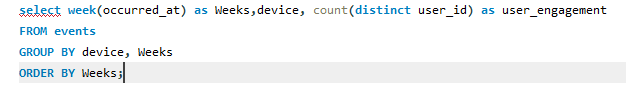 select week(occurred_at) as Weeks,device, count(distinct user_id) as user_engagement
FROM events
GROUP BY device, Weeks
ORDER BY Weeks;